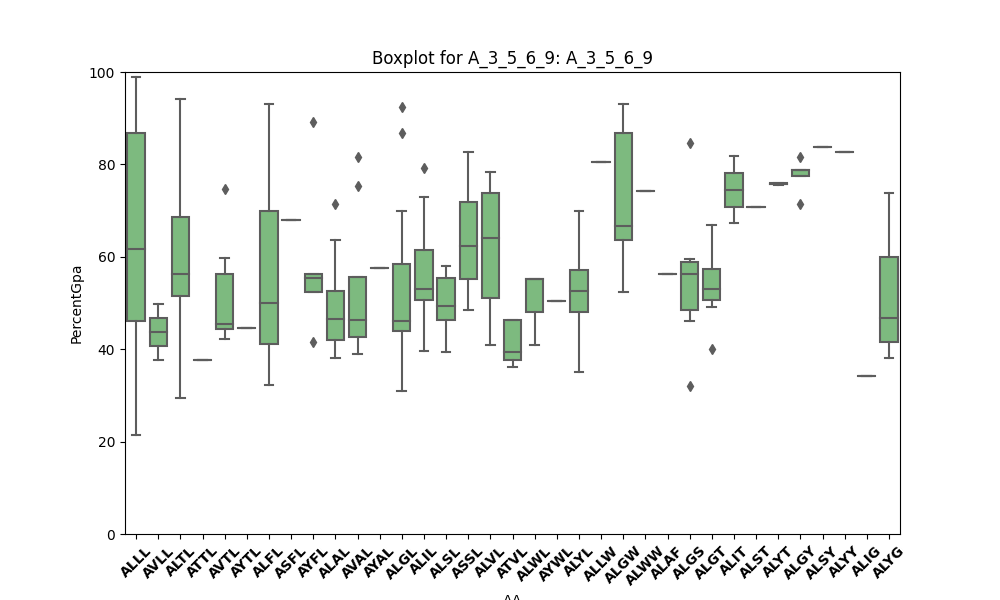 Boxplot for A_3_5_6_9: A_3_5_6_9
PercentGpa
100
80
60
40
20
0
ALLL AVLL ALTL ATTL AVTL AYTL ALFL ASFL AYFL ALAL AVAL AYAL ALGL ALIL ALSL ASSL ALVL ATVL ALWL AYWL ALYL ALLW ALGW ALWW ALAF ALGS ALGT ALIT ALST ALYT ALGY ALSY ALYY ALIG ALYG
AA